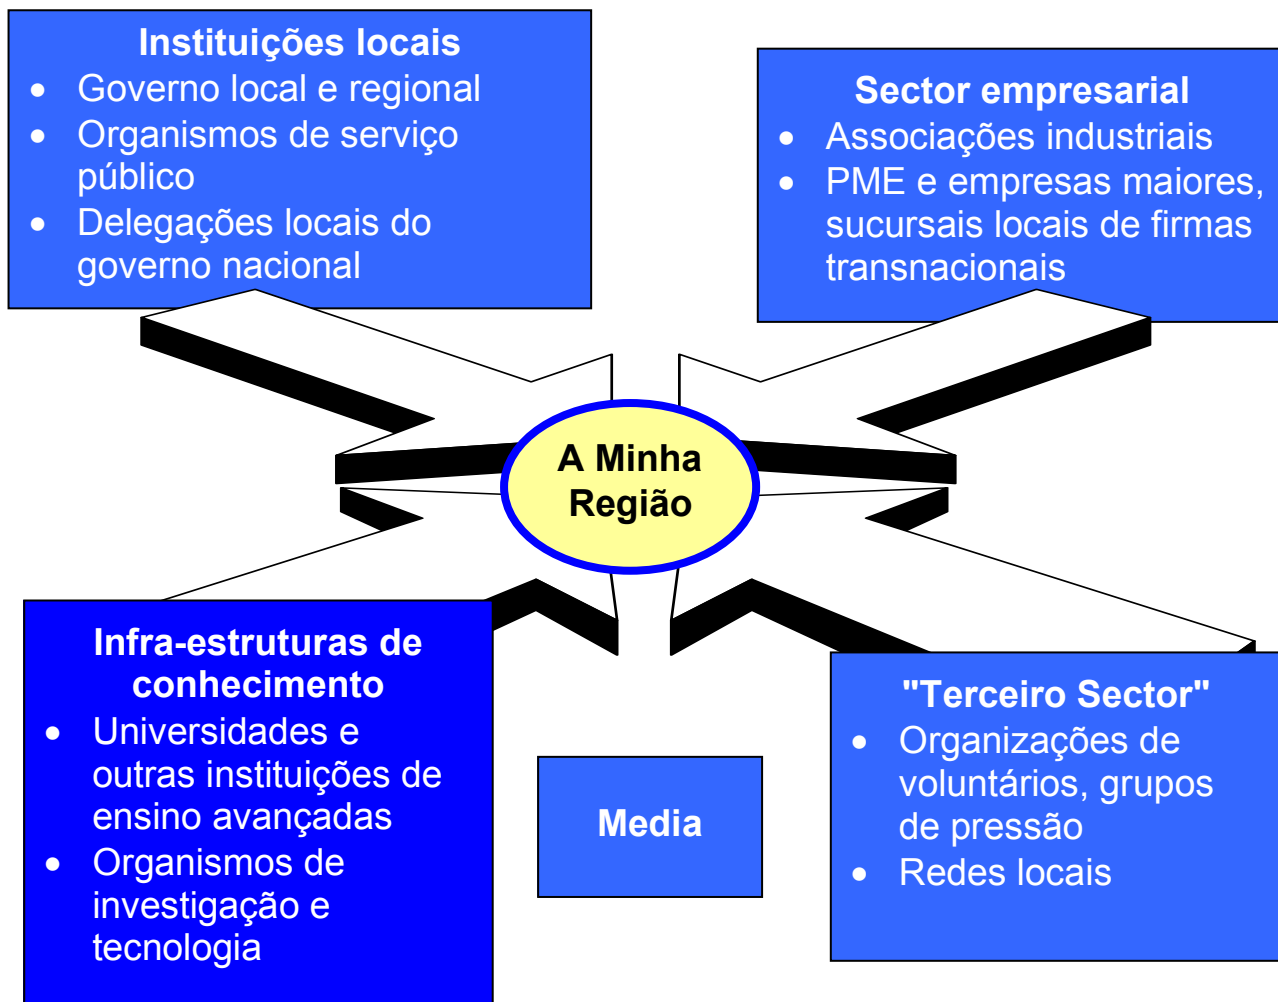 Instituições locais
• Governo local e regional
• Organismos de serviço
público
• Delegações locais do
governo nacional
Sector empresarial
• Associações industriais
• PME e empresas maiores,
sucursais locais de firmas
transnacionais
A Minha
Região
Infra-estruturas de
conhecimento
• Universidades e
outras instituições de
ensino avançadas
• Organismos de
investigação e
tecnologia
Media
"Terceiro Sector"
• Organizações de
voluntários, grupos
de pressão
• Redes locais